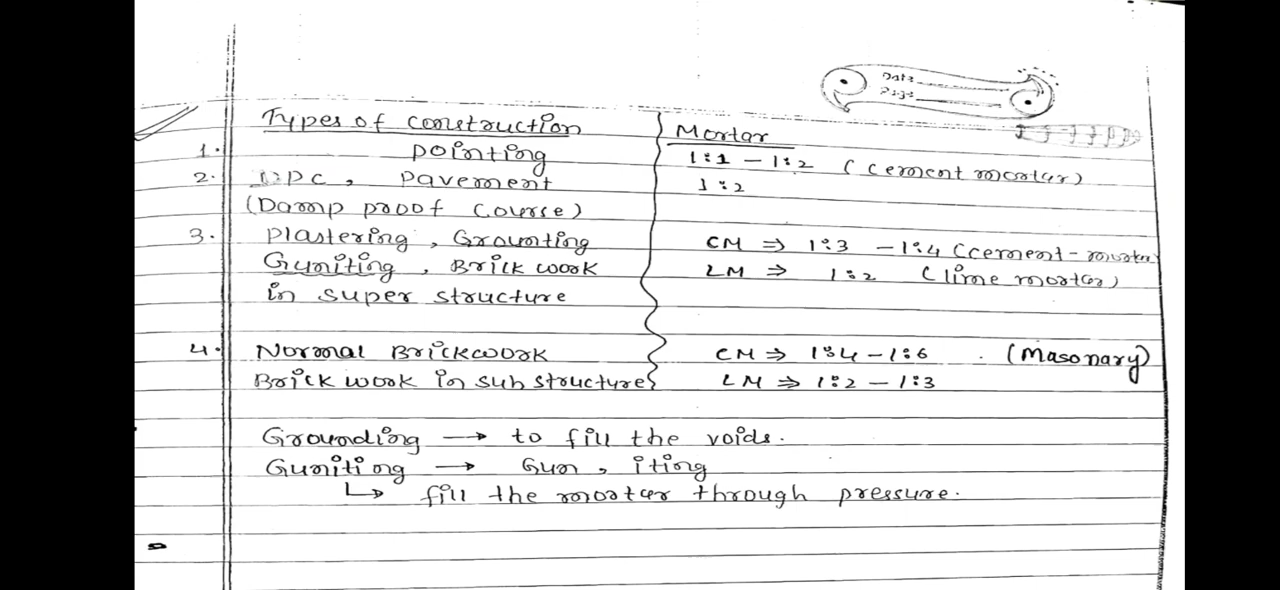 Date
Page
Types of construction Mortar
1. Pointing 1:1 - 1:2 (cement mortar)
2. DPC, Pavement 1:2
(Damp proof course)
3. Plastering, Grounting CM ⇒ 1:3 - 1:4 (cement-mortar
Guniting, Brick work LM ⇒ 1:2 (lime mortar)
in super structure
4. Normal Brickwork CM ⇒ 1:4 - 1:6 . (Masonary)
Brick work in sub structure LM ⇒ 1:2 - 1:3
Grounding → to fill the voids.
Guniting → Gun, iting
↳ fill the mortar through pressure.